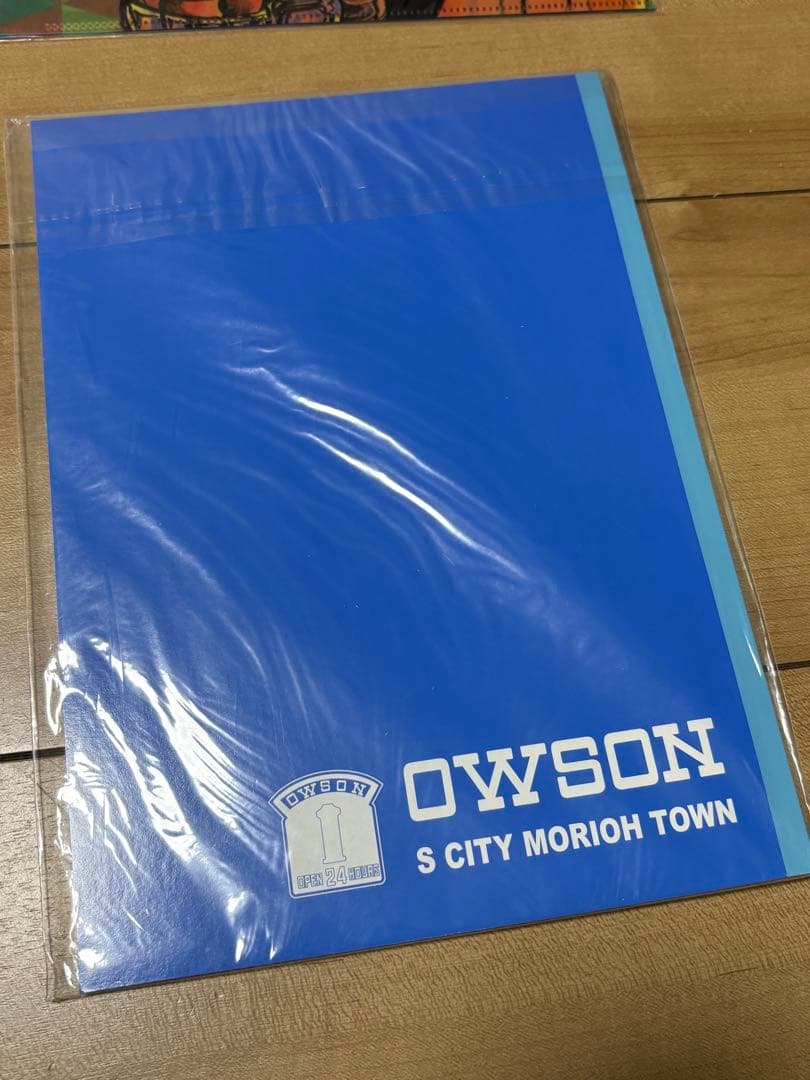 OWSON
S CITY MORIOH TOWN
OWSON
1
OPEN 24 HOURS